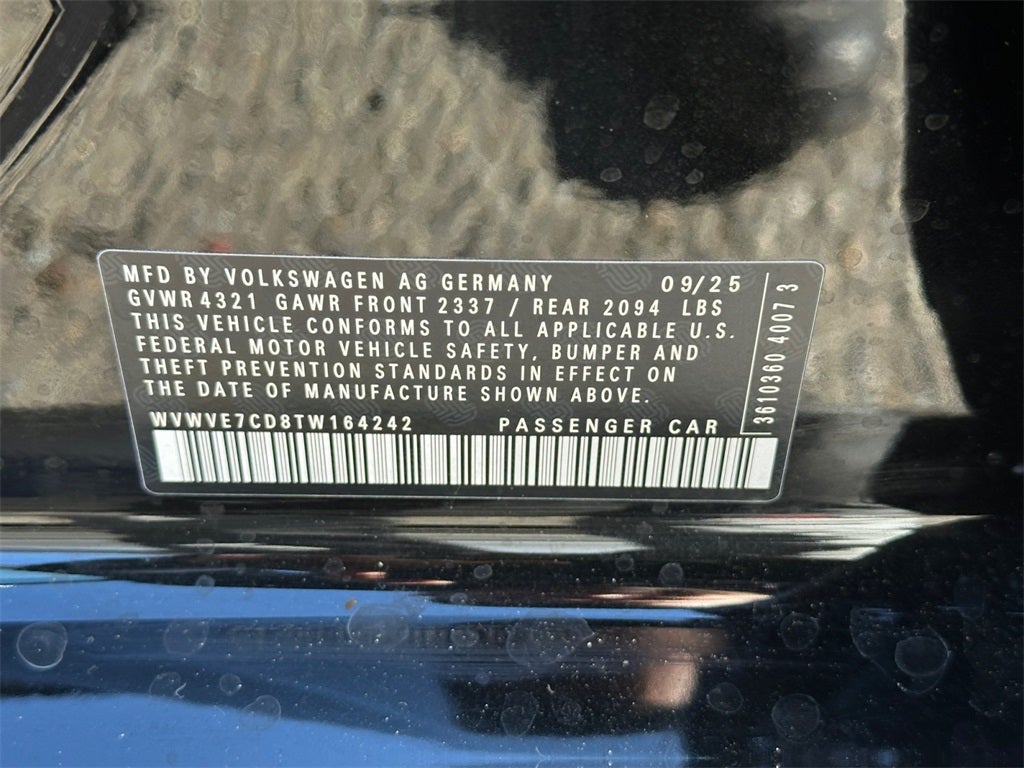 MFD BY VOLKSWAGEN AG GERMANY 09/25
GVWR 4321 GAWR FRONT 2337 / REAR 2094 LBS
THIS VEHICLE CONFORMS TO ALL APPLICABLE U.S.
FEDERAL MOTOR VEHICLE SAFETY, BUMPER AND
THEFT PREVENTION STANDARDS IN EFFECT ON
THE DATE OF MANUFACTURE SHOWN ABOVE.
WVWVE7CD8TW164242 PASSENGER CAR
3610360 4007 3